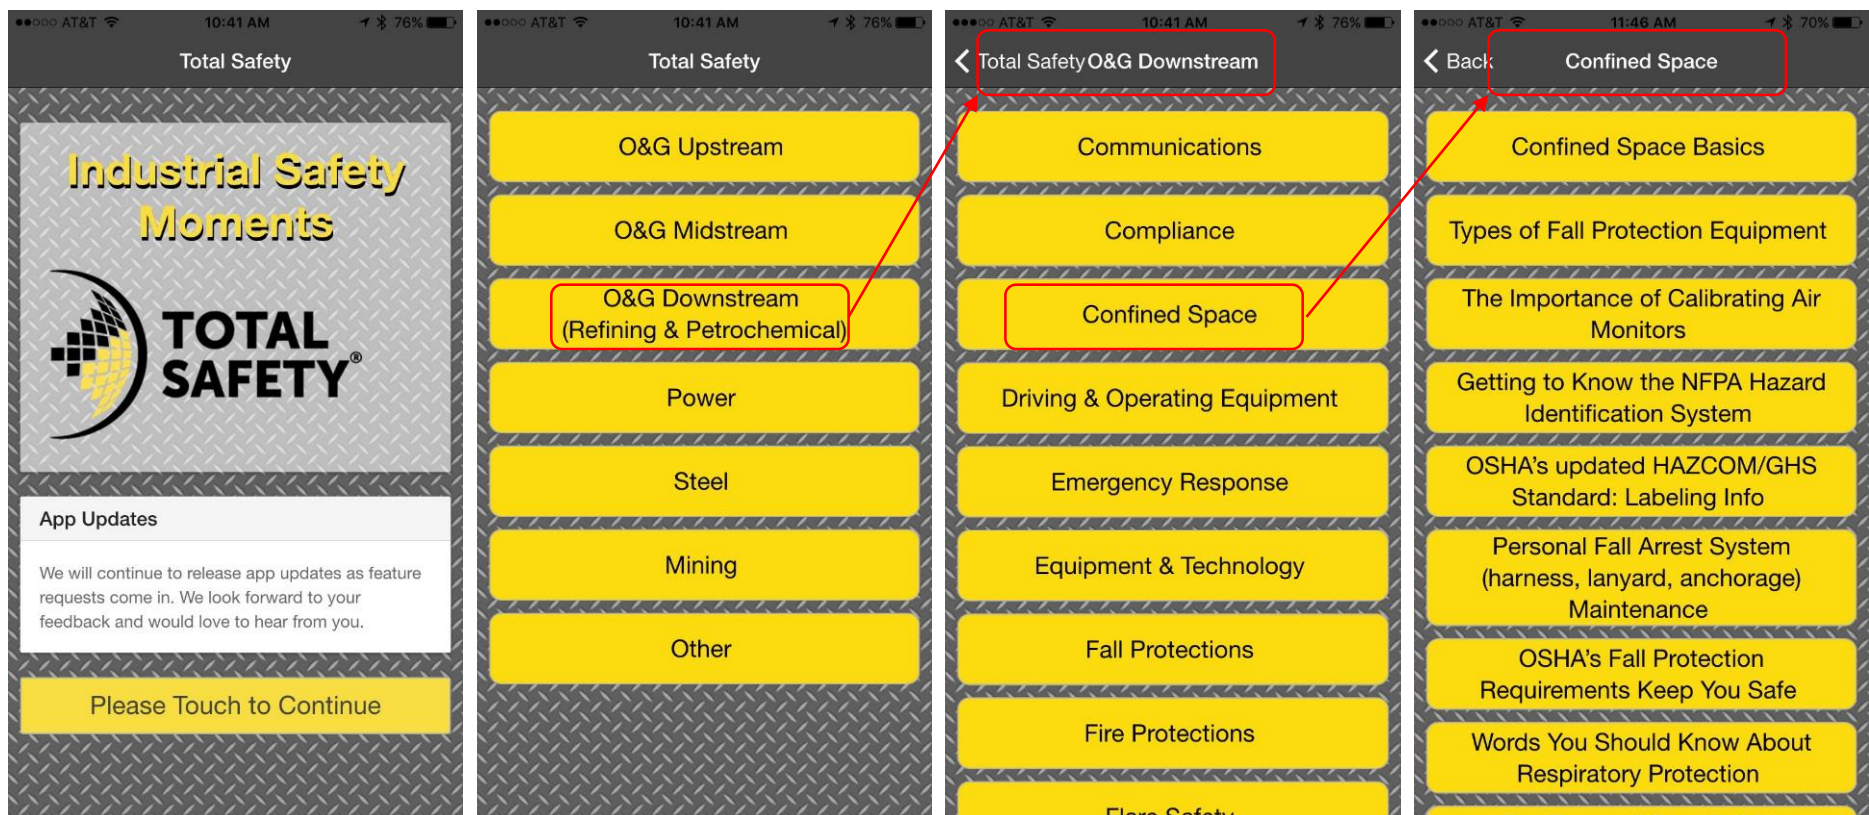 AT&T 10:41 AM 76%
Total Safety
Industrial Safety
Moments
TOTAL
SAFETY®
App Updates
We will continue to release app updates as feature
requests come in. We look forward to your
feedback and would love to hear from you.
Please Touch to Continue
AT&T 10:41 AM 76%
Total Safety
O&G Upstream
O&G Midstream
O&G Downstream
(Refining & Petrochemical)
Power
Steel
Mining
Other
AT&T 10:41 AM 76%
Total Safety O&G Downstream
Communications
Compliance
Confined Space
Driving & Operating Equipment
Emergency Response
Equipment & Technology
Fall Protections
Fire Protections
Flare Safety
AT&T 11:46 AM 70%
Back Confined Space
Confined Space Basics
Types of Fall Protection Equipment
The Importance of Calibrating Air
Monitors
Getting to Know the NFPA Hazard
Identification System
OSHA's updated HAZCOM/GHS
Standard: Labeling Info
Personal Fall Arrest System
(harness, lanyard, anchorage)
Maintenance
OSHA's Fall Protection
Requirements Keep You Safe
Words You Should Know About
Respiratory Protection